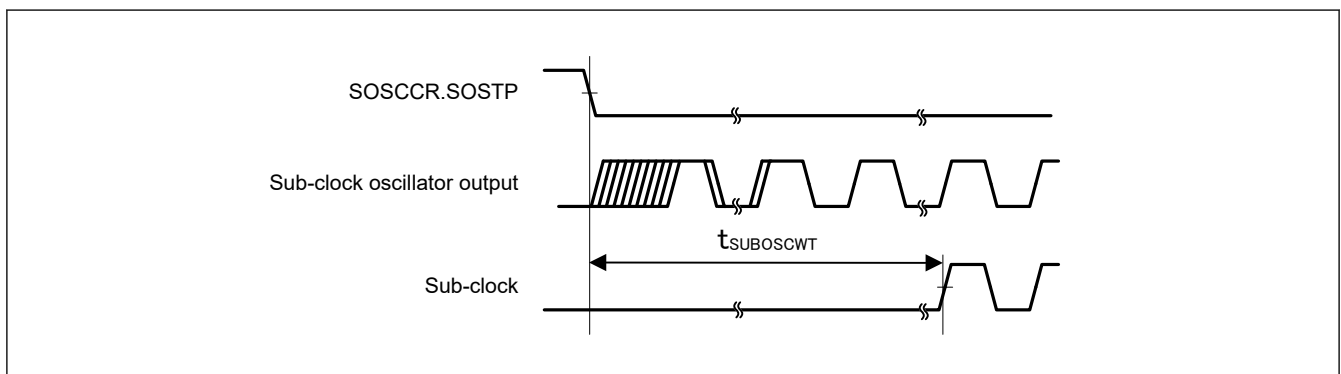 SOSCCR.SOSTP
Sub-clock oscillator output
tSUBOSCWT
Sub-clock